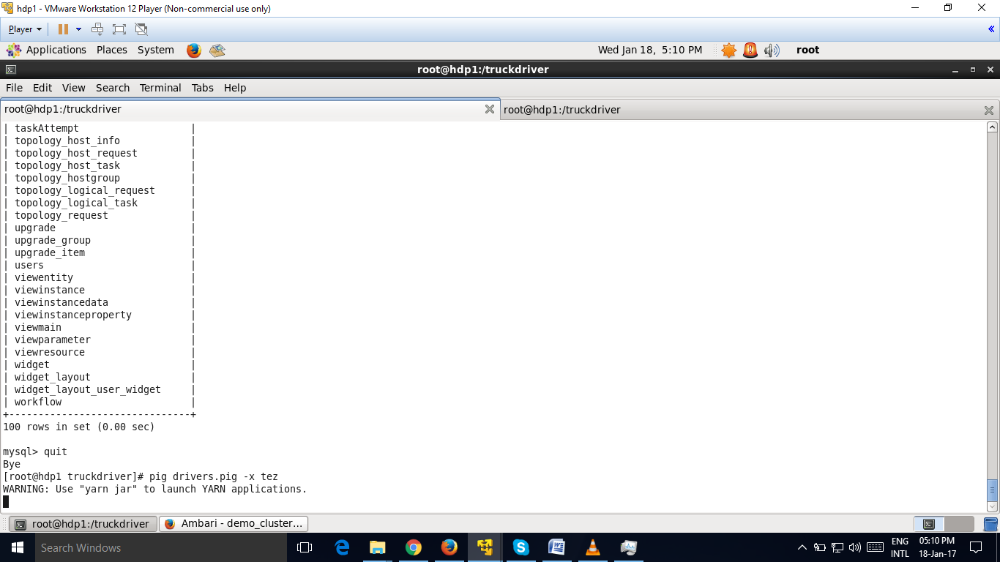 hdp1 - VMware Workstation 12 Player (Non-commercial use only)
Player
Applications Places System Wed Jan 18, 5:10 PM root
root@hdp1:/truckdriver
File Edit View Search Terminal Tabs Help
root@hdp1:/truckdriver root@hdp1:/truckdriver
| taskAttempt |
| topology_host_info |
| topology_host_request |
| topology_host_task |
| topology_hostgroup |
| topology_logical_request |
| topology_logical_task |
| topology_request |
| upgrade |
| upgrade_group |
| upgrade_item |
| users |
| viewentity |
| viewinstance |
| viewinstancedata |
| viewinstanceproperty |
| viewmain |
| viewparameter |
| viewresource |
| widget |
| widget_layout |
| widget_layout_user_widget |
| workflow |
+-------------------------------+
100 rows in set (0.00 sec)
mysql> quit
Bye
[root@hdp1 truckdriver]# pig drivers.pig -x tez
WARNING: Use "yarn jar" to launch YARN applications.
root@hdp1:/truckdriver Ambari - demo_cluster...
Search Windows
ENG 05:10 PM
INTL 18-Jan-17